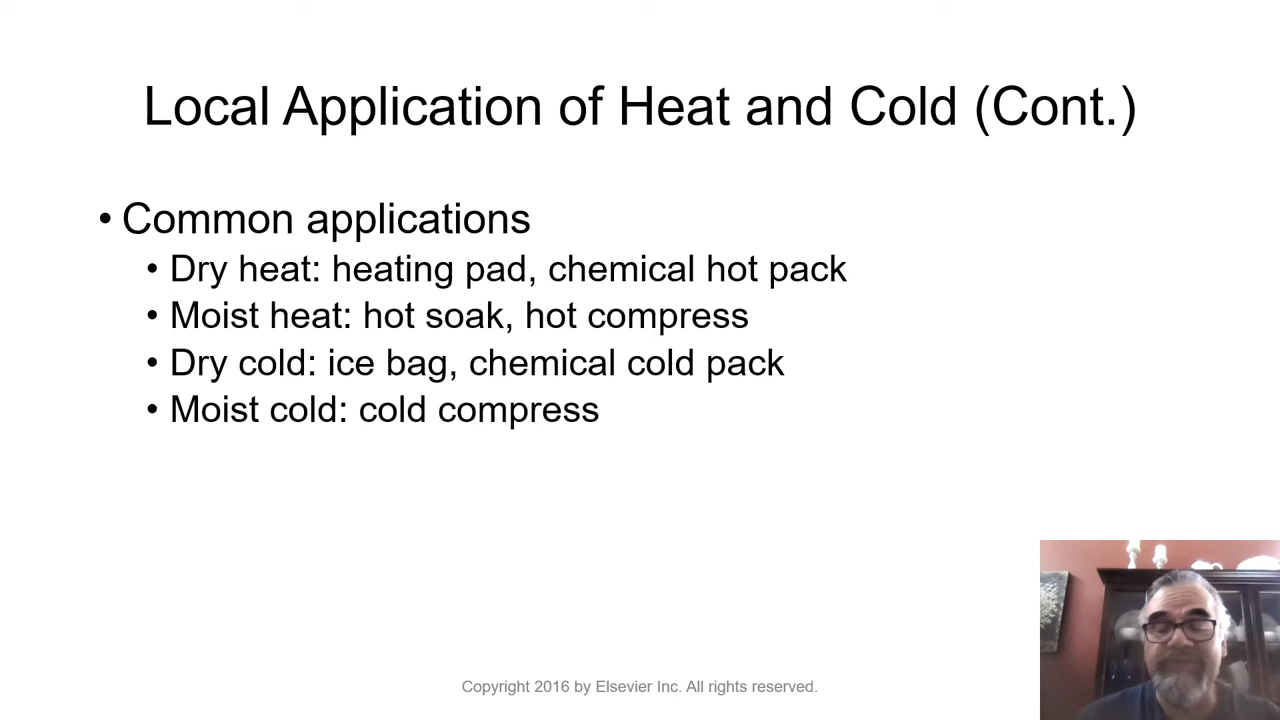 Local Application of Heat and Cold (Cont.)
• Common applications
• Dry heat: heating pad, chemical hot pack
• Moist heat: hot soak, hot compress
• Dry cold: ice bag, chemical cold pack
• Moist cold: cold compress
Copyright 2016 by Elsevier Inc. All rights reserved.